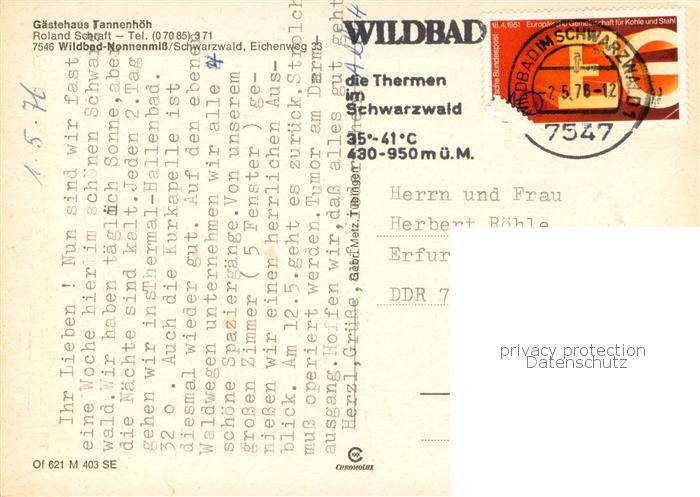 Gästehaus Tannenhöh
Roland Schraft – Tel. (07085) 371
7546 Wildbad-Nonnenmiß/Schwarzwald, Eichenweg 33
1.5.76
Ihr Lieben ! Nun sind wir fast
eine Woche hier im schönen Schwarz
wald. Wir haben täglich Sonne, aber
die Nächte sind kalt. Jeden 2. Tag
gehen wir ins Thermal-Hallenbad.
32 o . Auch die Kurkapelle ist
diesmal wieder gut. Auf den ebenen
Waldwegen unternehmen wir alle 4
schöne Spaziergänge. Von unserem
großen Zimmer ( 5 Fenster ) ge-
nießen wir einen herrlichen Aus-
blick. Am 12.5. geht es zurück. Strolch
muß operiert werden. Tumor am Darm-
ausgang. Hoffen wir, daß alles gut geht
Herzl. Grüße,
Gebr. Metz, Tübingen
Of 621 M 403 SE
CHROMOLUX
WILDBAD
die Thermen
im
Schwarzwald
35°-41°C
430-950 m ü. M.
18.4.1951 Europäische Gemeinschaft für Kohle und Stahl
sche Bundespost
WILDBAD IM SCHWARZWALD 1
2.5.76-12
7547
Herrn und Frau
Herbert Röhle
Erfur
DDR 7
privacy protection
Datenschutz